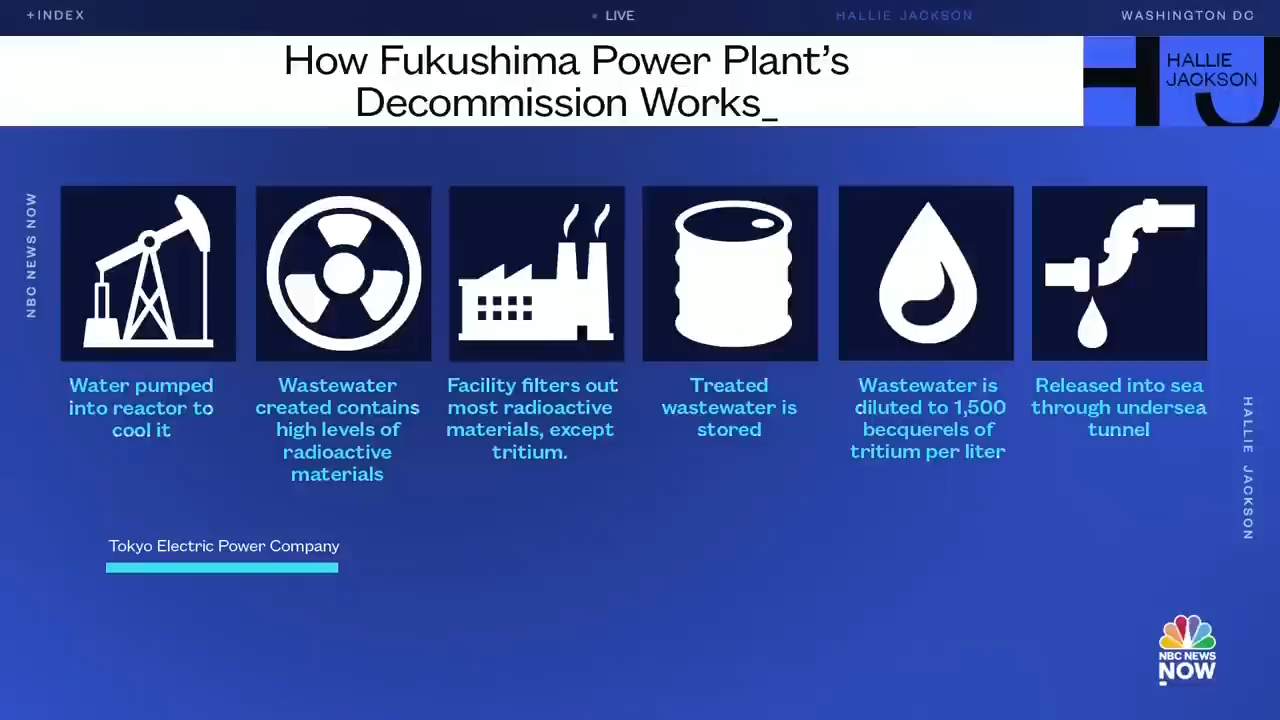 +INDEX
LIVE
HALLIE JACKSON
WASHINGTON DC
How Fukushima Power Plant's
Decommission Works_
HALLIE
JACKSON
NBC NEWS NOW
Water pumped
into reactor to
cool it
Wastewater
created contains
high levels of
radioactive
materials
Facility filters out
most radioactive
materials, except
tritium.
Treated
wastewater is
stored
Wastewater is
diluted to 1,500
becquerels of
tritium per liter
Released into sea
through undersea
tunnel
HALLIE JACKSON
Tokyo Electric Power Company
NBC NEWS
NOW